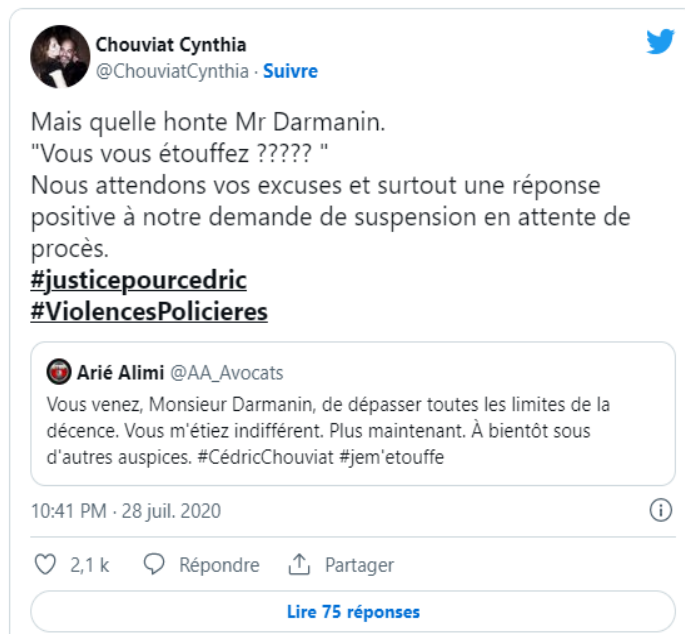 Chouviat Cynthia
@ChouviatCynthia · Suivre
Mais quelle honte Mr Darmanin.
"Vous vous étouffez ????? "
Nous attendons vos excuses et surtout une réponse
positive à notre demande de suspension en attente de
procès.
#justicepourcedric
#ViolencesPolicieres
Arié Alimi @AA_Avocats
Vous venez, Monsieur Darmanin, de dépasser toutes les limites de la
décence. Vous m'étiez indifférent. Plus maintenant. À bientôt sous
d'autres auspices. #CédricChouviat #jem'etouffe
10:41 PM · 28 juil. 2020
2,1 k Répondre Partager
Lire 75 réponses